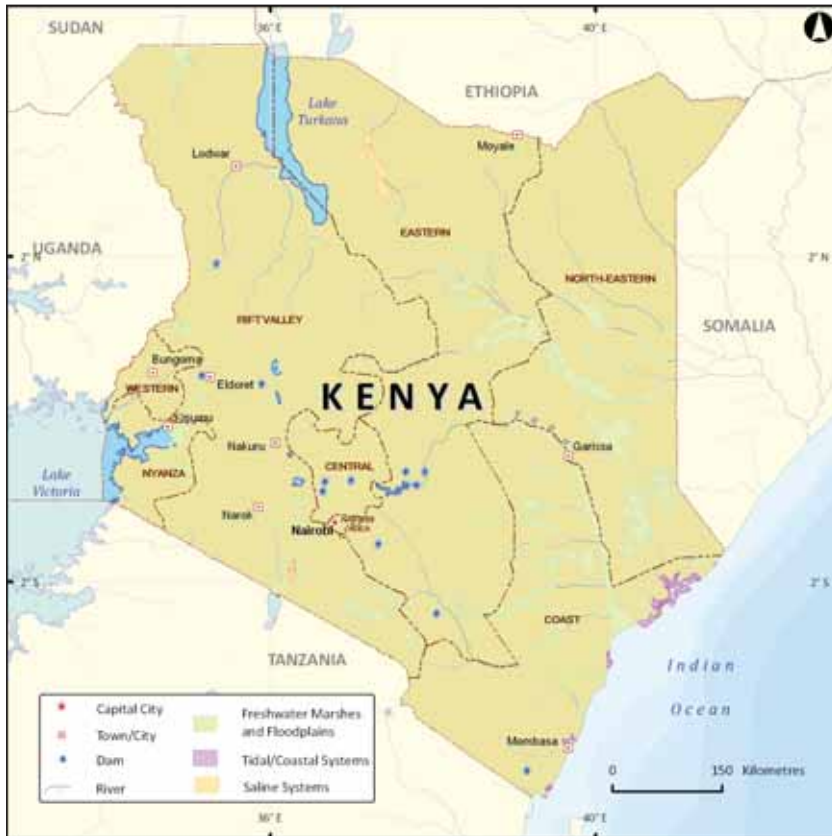 36° E
40° E
SUDAN
ETHIOPIA
Lake
Turkana
Lodwar
Moyale
EASTERN
UGANDA
2° N
2° N
NORTH-EASTERN
RIFT VALLEY
SOMALIA
Bungoma
Eldoret
WESTERN
KENYA
Kisumu
Tana
Nakuru
Garissa
CENTRAL
NYANZA
Lake
Victoria
Narok
Nairobi
2° S
2° S
COAST
TANZANIA
Indian
Ocean
Mombasa
Capital City
Town/City
Dam
River
Freshwater Marshes
and Floodplains
Tidal/Coastal Systems
Saline Systems
0 150 Kilometres
36° E
40° E